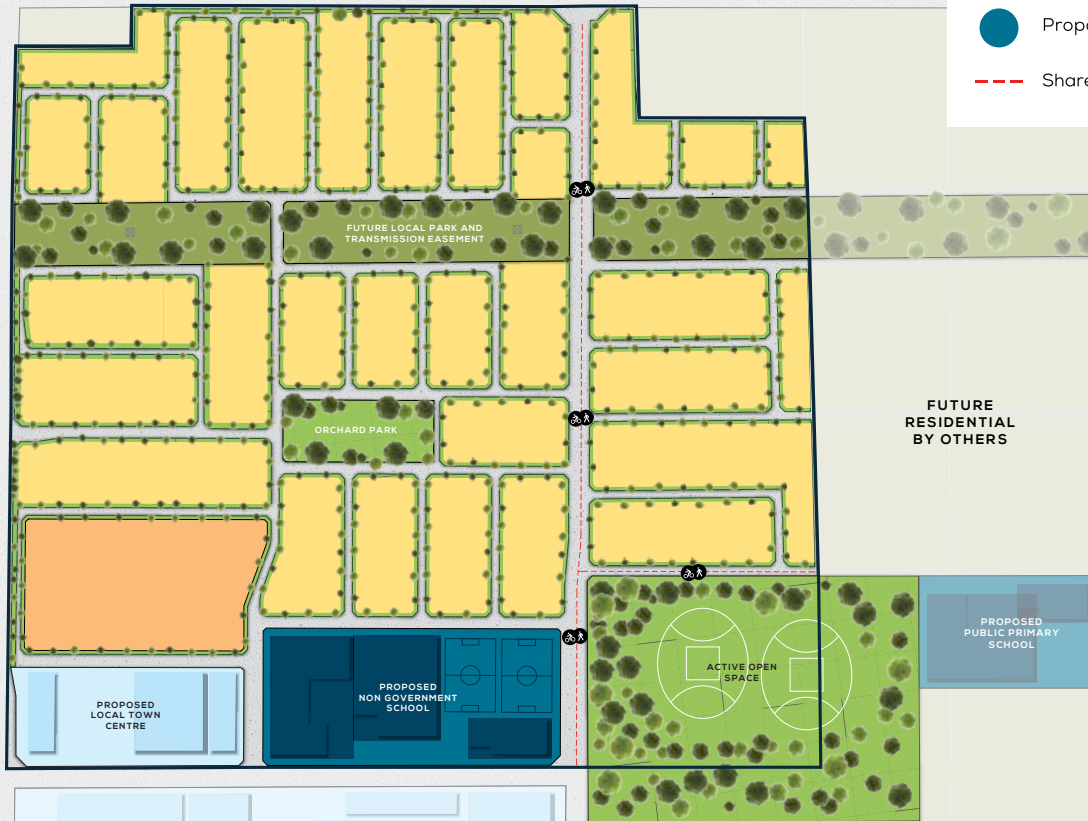 Propo
Share
FUTURE LOCAL PARK AND
TRANSMISSION EASEMENT
FUTURE
RESIDENTIAL
BY OTHERS
ORCHARD PARK
PROPOSED
PUBLIC PRIMARY
SCHOOL
ACTIVE OPEN
SPACE
PROPOSED
NON GOVERNMENT
SCHOOL
PROPOSED
LOCAL TOWN
CENTRE